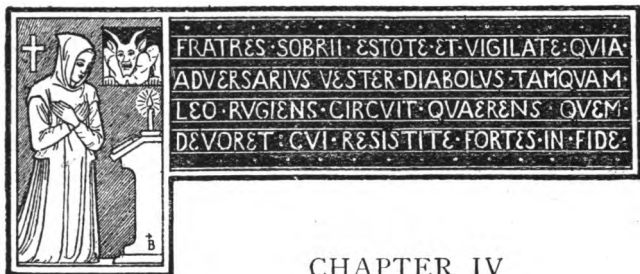 FRATRES·SOBRII·ESTOTE·ET·VIGILATE·QVIA·
ADVERSARIVS·VESTER·DIABOLVS·TAMQVAM·
LEO·RVGIENS·CIRCVIT·QVAERENS·QVEM·
DEVORET·CVI·RESISTITE·FORTES·IN·FIDE·
B
CHAPTER IV